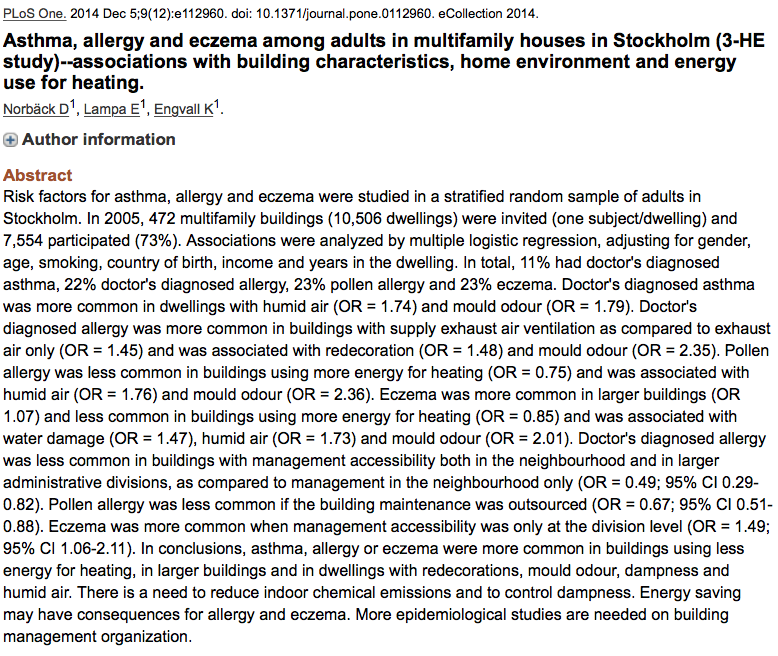 PLoS One. 2014 Dec 5;9(12):e112960. doi: 10.1371/journal.pone.0112960. eCollection 2014.
Asthma, allergy and eczema among adults in multifamily houses in Stockholm (3-HE
study)--associations with building characteristics, home environment and energy
use for heating.
Norbäck D1, Lampa E1, Engvall K1.
Author information
Abstract
Risk factors for asthma, allergy and eczema were studied in a stratified random sample of adults in
Stockholm. In 2005, 472 multifamily buildings (10,506 dwellings) were invited (one subject/dwelling) and
7,554 participated (73%). Associations were analyzed by multiple logistic regression, adjusting for gender,
age, smoking, country of birth, income and years in the dwelling. In total, 11% had doctor's diagnosed
asthma, 22% doctor's diagnosed allergy, 23% pollen allergy and 23% eczema. Doctor's diagnosed asthma
was more common in dwellings with humid air (OR = 1.74) and mould odour (OR = 1.79). Doctor's
diagnosed allergy was more common in buildings with supply exhaust air ventilation as compared to exhaust
air only (OR = 1.45) and was associated with redecoration (OR = 1.48) and mould odour (OR = 2.35). Pollen
allergy was less common in buildings using more energy for heating (OR = 0.75) and was associated with
humid air (OR = 1.76) and mould odour (OR = 2.36). Eczema was more common in larger buildings (OR
1.07) and less common in buildings using more energy for heating (OR = 0.85) and was associated with
water damage (OR = 1.47), humid air (OR = 1.73) and mould odour (OR = 2.01). Doctor's diagnosed allergy
was less common in buildings with management accessibility both in the neighbourhood and in larger
administrative divisions, as compared to management in the neighbourhood only (OR = 0.49; 95% CI 0.29-
0.82). Pollen allergy was less common if the building maintenance was outsourced (OR = 0.67; 95% CI 0.51-
0.88). Eczema was more common when management accessibility was only at the division level (OR = 1.49;
95% CI 1.06-2.11). In conclusions, asthma, allergy or eczema were more common in buildings using less
energy for heating, in larger buildings and in dwellings with redecorations, mould odour, dampness and
humid air. There is a need to reduce indoor chemical emissions and to control dampness. Energy saving
may have consequences for allergy and eczema. More epidemiological studies are needed on building
management organization.